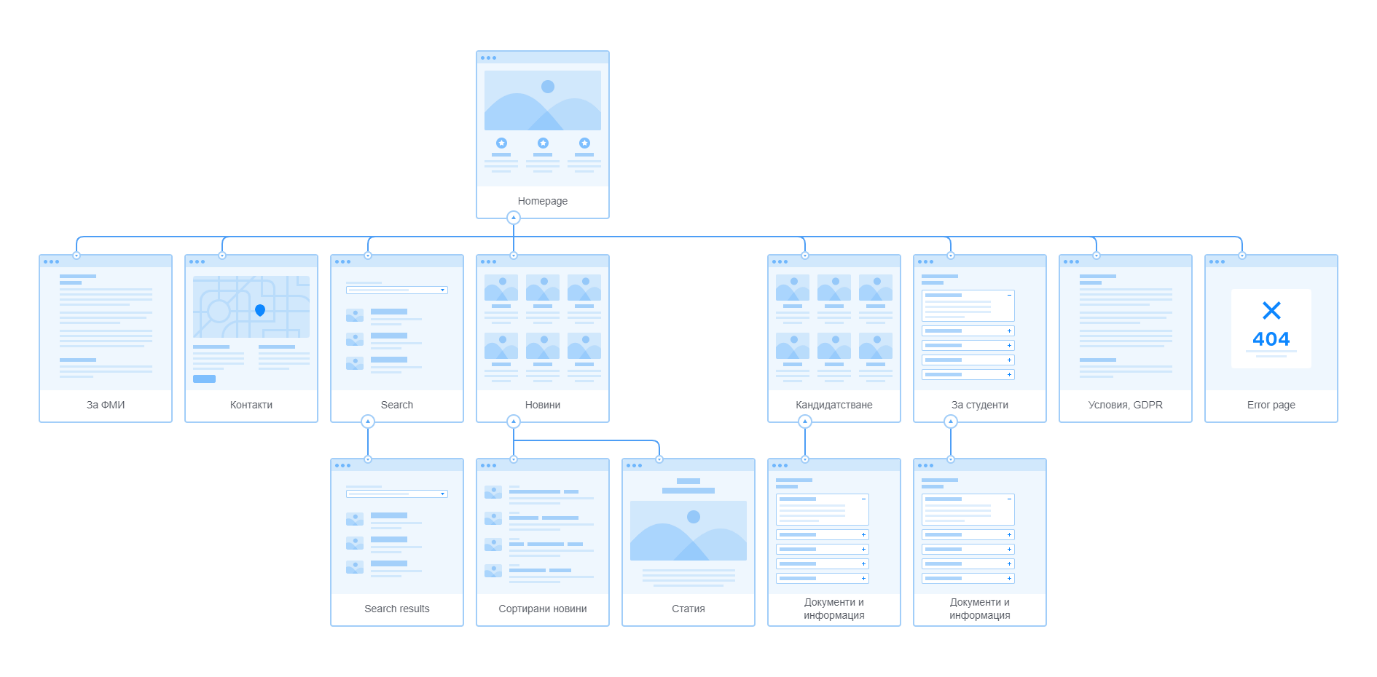 Homepage
За ФМИ
Контакти
Search
Новини
Кандидатстване
За студенти
Условия, GDPR
404
Error page
Search results
Сортирани новини
Статия
Документи и
информация
Документи и
информация